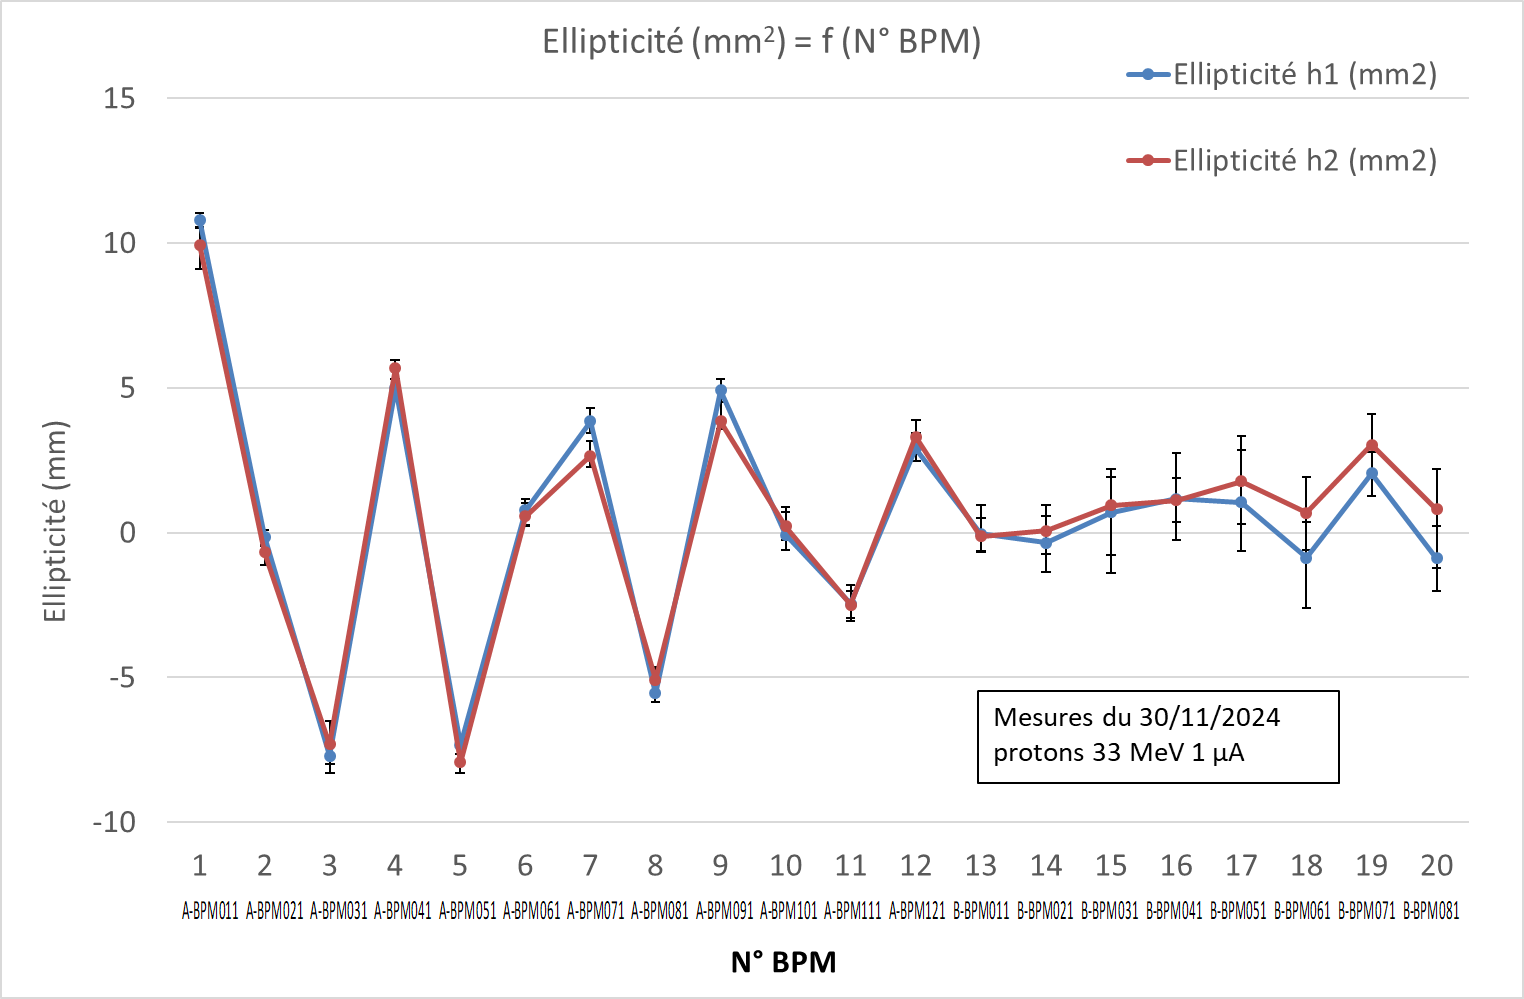 Ellipticité (mm²) = f (N° BPM)
Ellipticité h1 (mm2)
Ellipticité h2 (mm2)
15
10
5
0
-5
-10
Ellipticité (mm)
Mesures du 30/11/2024
protons 33 MeV 1 µA
1 2 3 4 5 6 7 8 9 10 11 12 13 14 15 16 17 18 19 20
A-BPM011 A-BPM021 A-BPM031 A-BPM041 A-BPM051 A-BPM061 A-BPM071 A-BPM081 A-BPM091 A-BPM101 A-BPM111 A-BPM121 B-BPM011 B-BPM021 B-BPM031 B-BPM041 B-BPM051 B-BPM061 B-BPM071 B-BPM081
N° BPM